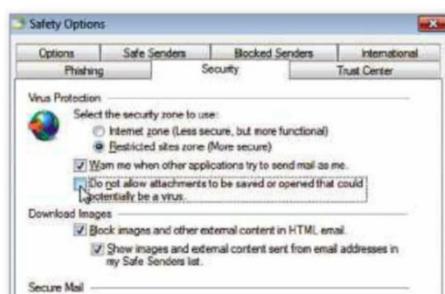 Safety Options
Options Safe Senders Blocked Senders International
Phishing Security Trust Center
Virus Protection
Select the security zone to use:
Internet zone (Less secure, but more functional)
Restricted sites zone (More secure)
Warn me when other applications try to send mail as me.
Do not allow attachments to be saved or opened that could
potentially be a virus.
Download Images
Block images and other external content in HTML email.
Show images and external content sent from email addresses in
my Safe Senders list.
Secure Mail